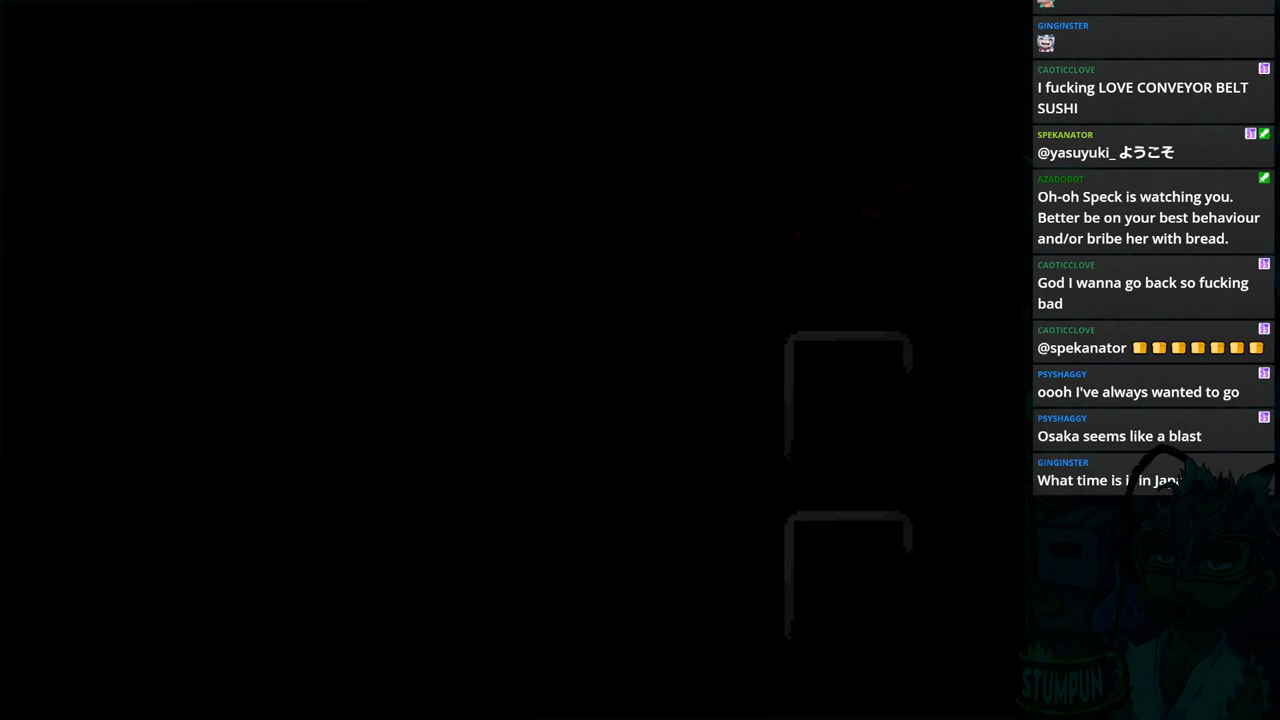 GINGINSTER
CAOTICCLOVE
I fucking LOVE CONVEYOR BELT
SUSHI
SPEKANATOR
@yasuyuki_ ようこそ
AZADOBOT
Oh-oh Speck is watching you.
Better be on your best behaviour
and/or bribe her with bread.
CAOTICCLOVE
God I wanna go back so fucking
bad
CAOTICCLOVE
@spekanator
PSYSHAGGY
oooh I've always wanted to go
PSYSHAGGY
Osaka seems like a blast
GINGINSTER
What time is it in
STUMPUN